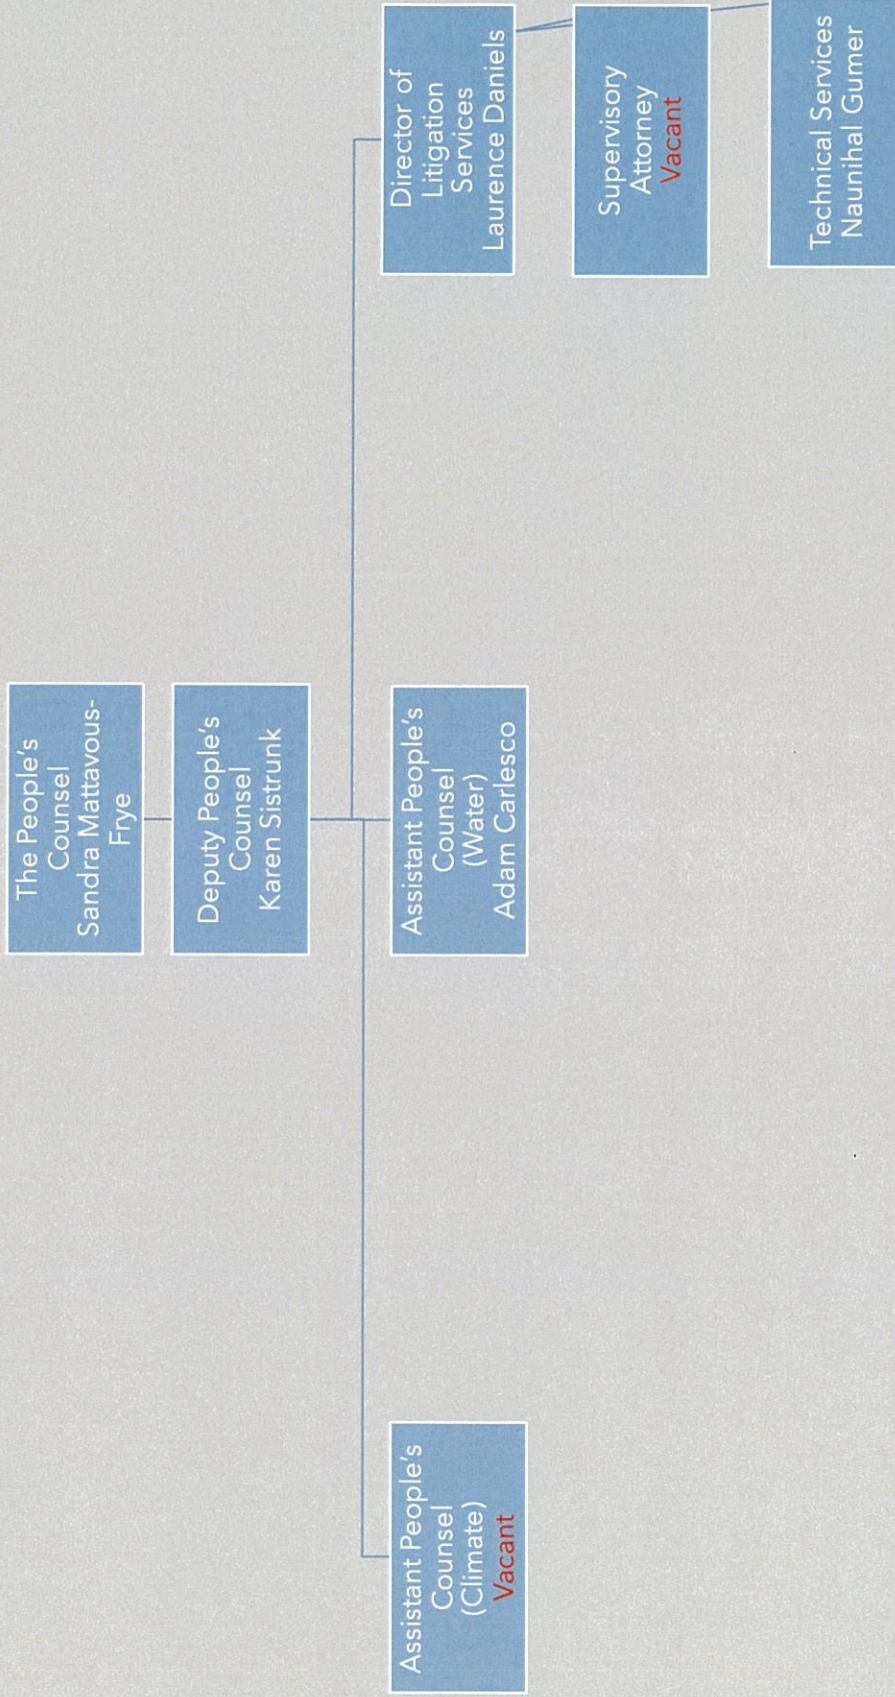 The People's
Counsel
Sandra Mattavous-
Frye
Deputy People's
Counsel
Karen Sistrunk
Assistant People's
Counsel
(Climate)
Vacant
Assistant People's
Counsel
(Water)
Adam Carlesco
Director of
Litigation
Services
Laurence Daniels
Supervisory
Attorney
Vacant
Technical Services
Naunihal Gumer